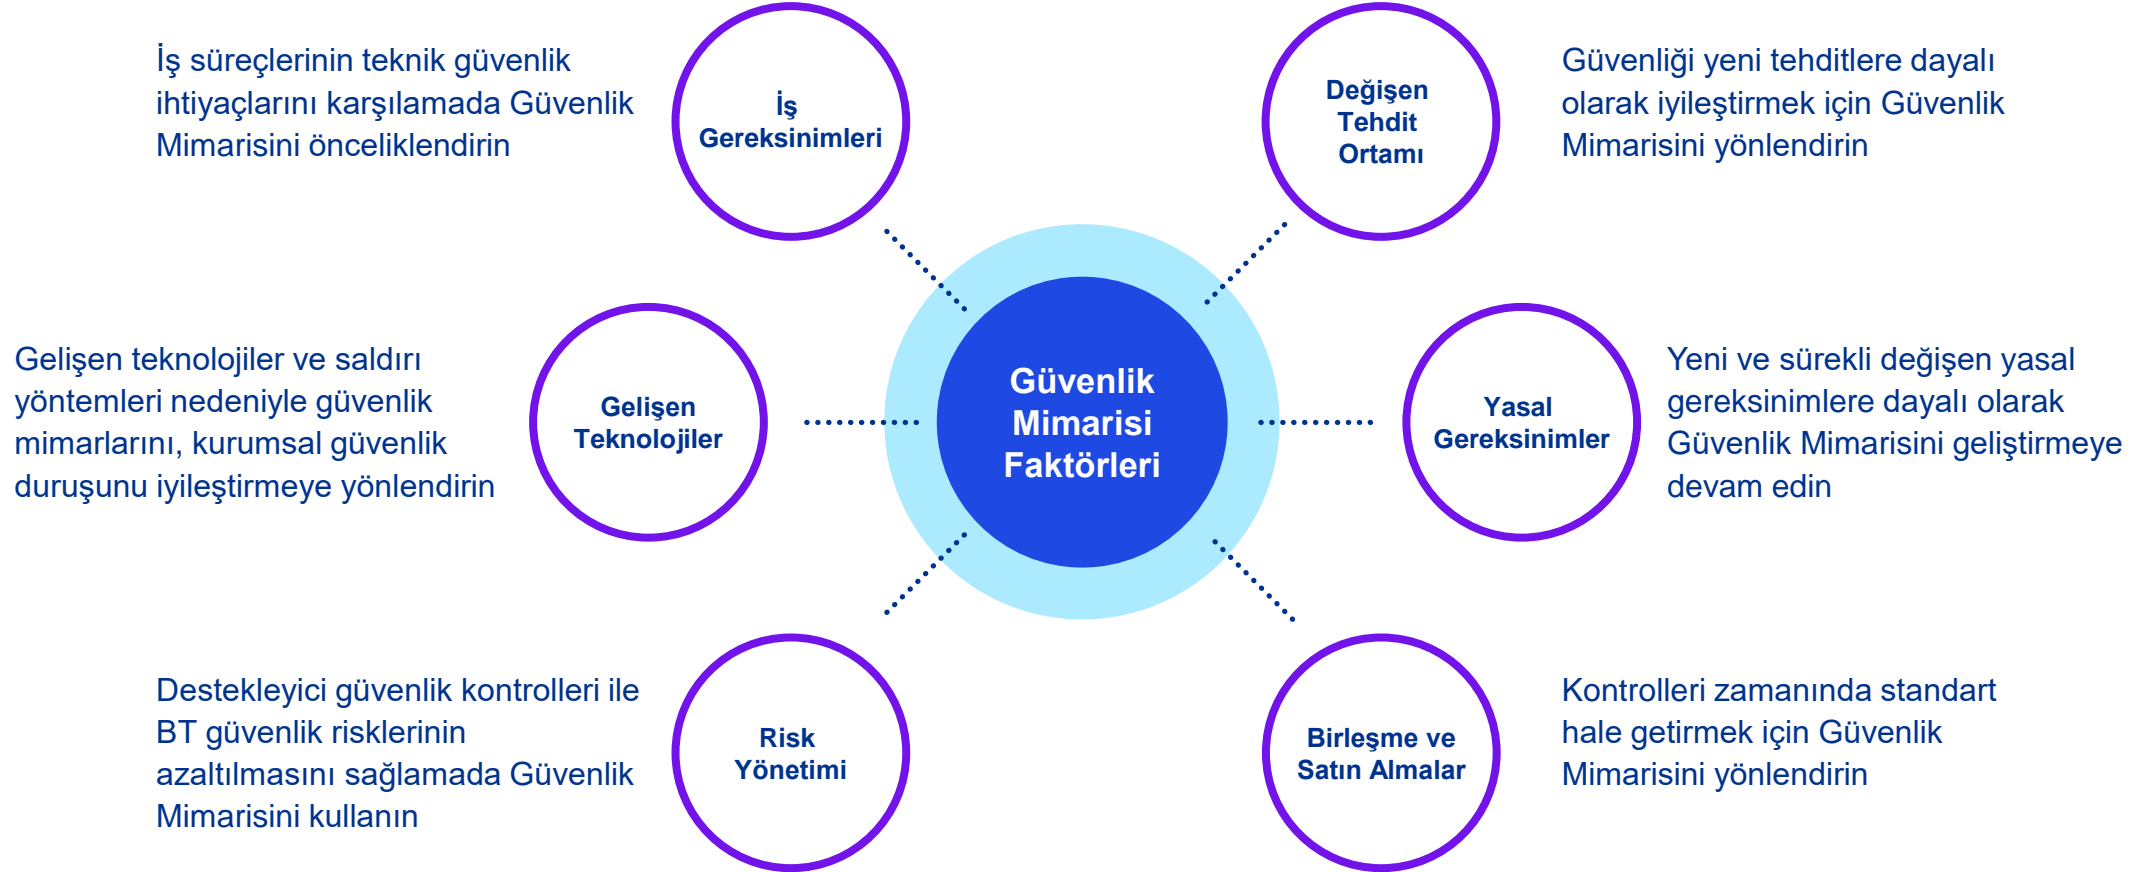 İş süreçlerinin teknik güvenlik
ihtiyaçlarını karşılamada Güvenlik
Mimarisini önceliklendirin
İş
Gereksinimleri
Değişen
Tehdit
Ortamı
Güvenliği yeni tehditlere dayalı
olarak iyileştirmek için Güvenlik
Mimarisini yönlendirin
Gelişen teknolojiler ve saldırı
yöntemleri nedeniyle güvenlik
mimarlarını, kurumsal güvenlik
duruşunu iyileştirmeye yönlendirin
Gelişen
Teknolojiler
Güvenlik
Mimarisi
Faktörleri
Yasal
Gereksinimler
Yeni ve sürekli değişen yasal
gereksinimlere dayalı olarak
Güvenlik Mimarisini geliştirmeye
devam edin
Destekleyici güvenlik kontrolleri ile
BT güvenlik risklerinin
azaltılmasını sağlamada Güvenlik
Mimarisini kullanın
Risk
Yönetimi
Birleşme ve
Satın Almalar
Kontrolleri zamanında standart
hale getirmek için Güvenlik
Mimarisini yönlendirin